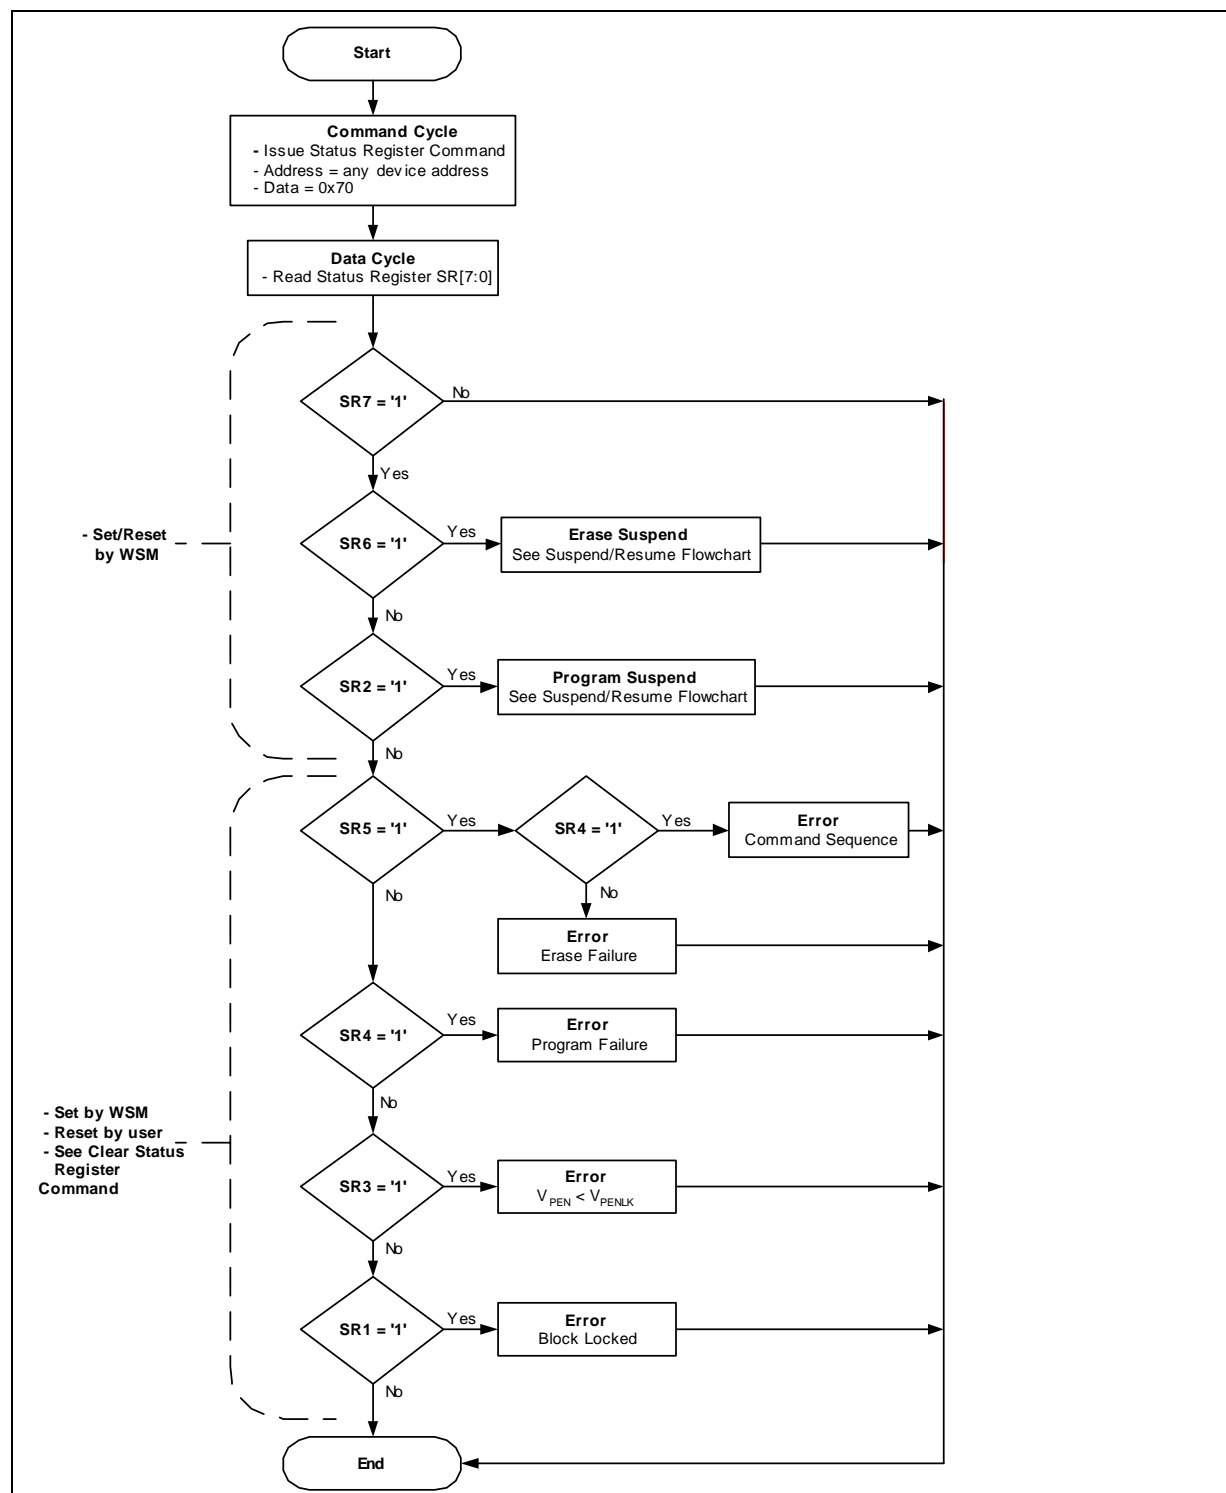 Start
Command Cycle
- Issue Status Register Command
- Address = any device address
- Data = 0x70
Data Cycle
- Read Status Register SR[7:0]
SR7 = '1'
No
Yes
- Set/Reset
by WSM
SR6 = '1'
Yes
Erase Suspend
See Suspend/Resume Flowchart
No
SR2 = '1'
Yes
Program Suspend
See Suspend/Resume Flowchart
No
SR5 = '1'
Yes
SR4 = '1'
Yes
Error
Command Sequence
No
No
Error
Erase Failure
SR4 = '1'
Yes
Error
Program Failure
No
- Set by WSM
- Reset by user
- See Clear Status
Register
Command
SR3 = '1'
Yes
Error
V PEN < V PENLK
No
SR1 = '1'
Yes
Error
Block Locked
No
End